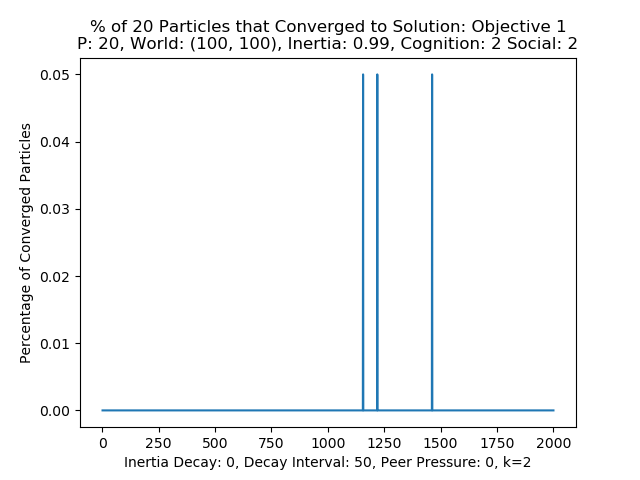 % of 20 Particles that Converged to Solution: Objective 1
P: 20, World: (100, 100), Inertia: 0.99, Cognition: 2 Social: 2
Percentage of Converged Particles
0.05
0.04
0.03
0.02
0.01
0.00
0 250 500 750 1000 1250 1500 1750 2000
Inertia Decay: 0, Decay Interval: 50, Peer Pressure: 0, k=2